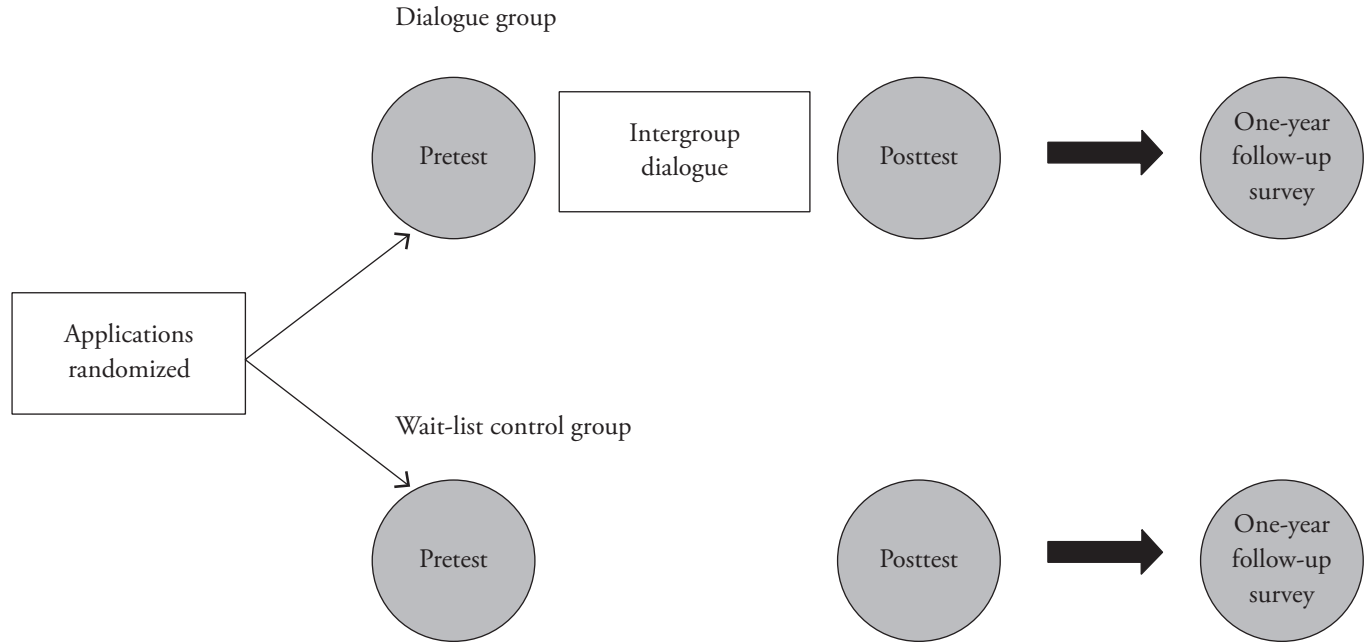 Dialogue group
Pretest
Intergroup
dialogue
Posttest
One-year
follow-up
survey
Applications
randomized
Wait-list control group
Pretest
Posttest
One-year
follow-up
survey